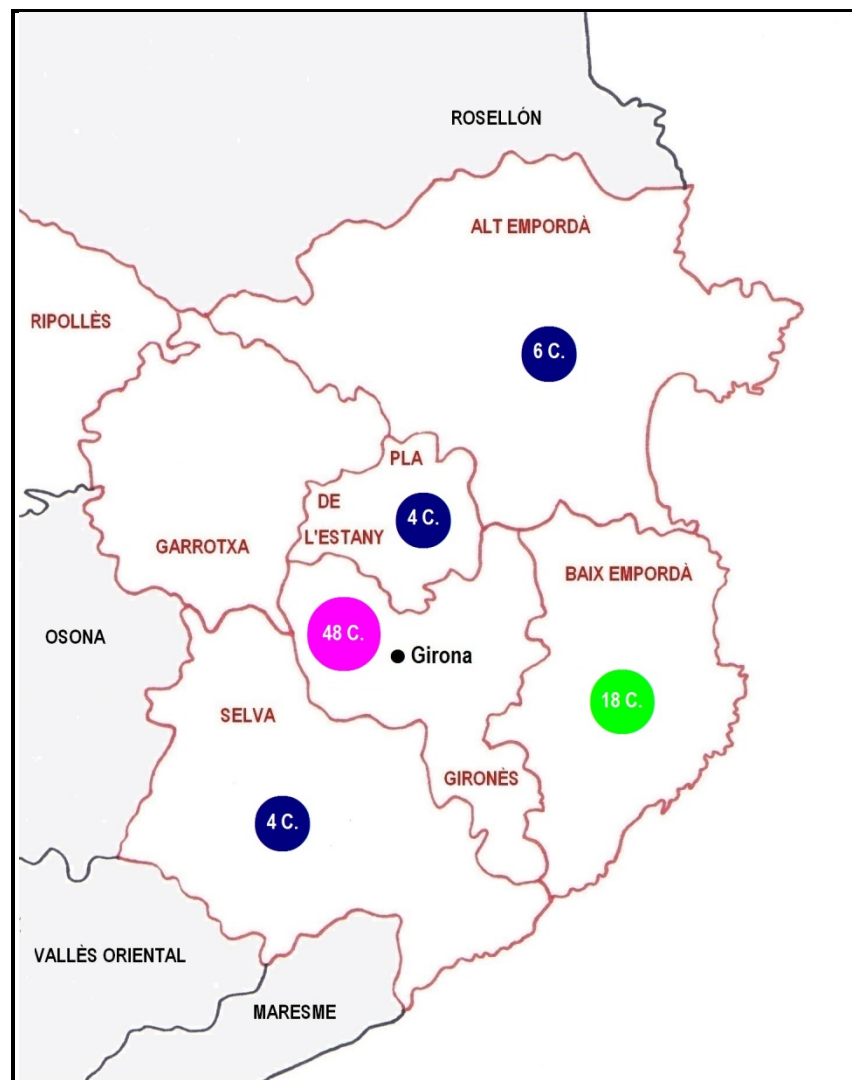 ROSELLÓN
ALT EMPORDÀ
RIPOLLÈS
6 C.
PLA
DE
4 C.
L'ESTANY
GARROTXA
BAIX EMPORDÀ
OSONA
48 C.
Girona
SELVA
18 C.
GIRONÈS
4 C.
VALLÈS ORIENTAL
MARESME